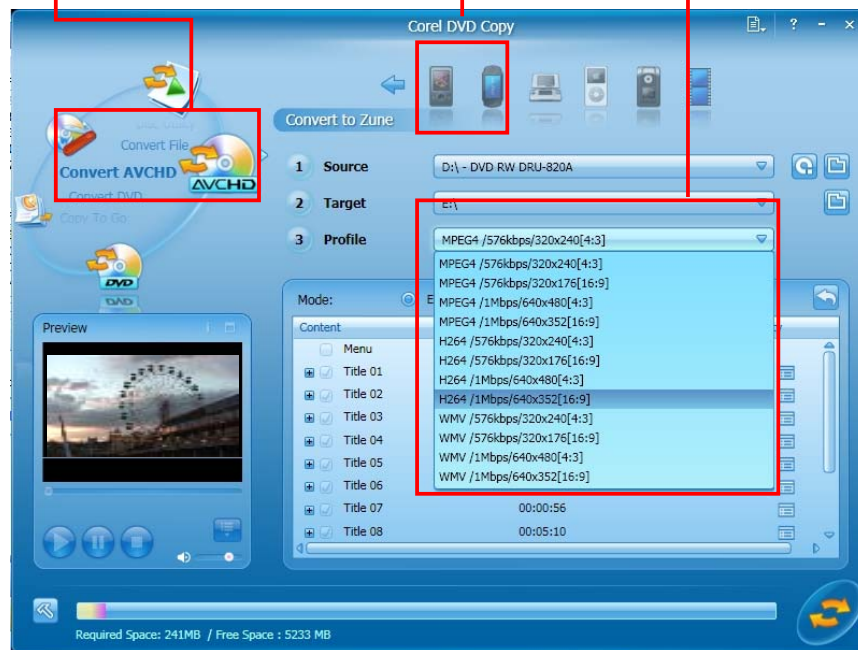 Corel DVD Copy
?
Convert File
Convert AVCHD
AVCHD
Convert DVD
Copy To Go
DVD
Convert to Zune
1 Source D:\ - DVD RW DRU-820A
2 Target E:\
3 Profile MPEG4 /576kbps/320x240[4:3]
MPEG4 /576kbps/320x240[4:3]
MPEG4 /576kbps/320x176[16:9]
MPEG4 /1Mbps/640x480[4:3]
MPEG4 /1Mbps/640x352[16:9]
H264 /576kbps/320x240[4:3]
H264 /576kbps/320x176[16:9]
H264 /1Mbps/640x480[4:3]
H264 /1Mbps/640x352[16:9]
WMV /576kbps/320x240[4:3]
WMV /576kbps/320x176[16:9]
WMV /1Mbps/640x480[4:3]
WMV /1Mbps/640x352[16:9]
Mode:
Content
Menu
Title 01
Title 02
Title 03
Title 04
Title 05
Title 06
Title 07 00:00:56
Title 08 00:05:10
Preview
Required Space: 241MB / Free Space : 5233 MB